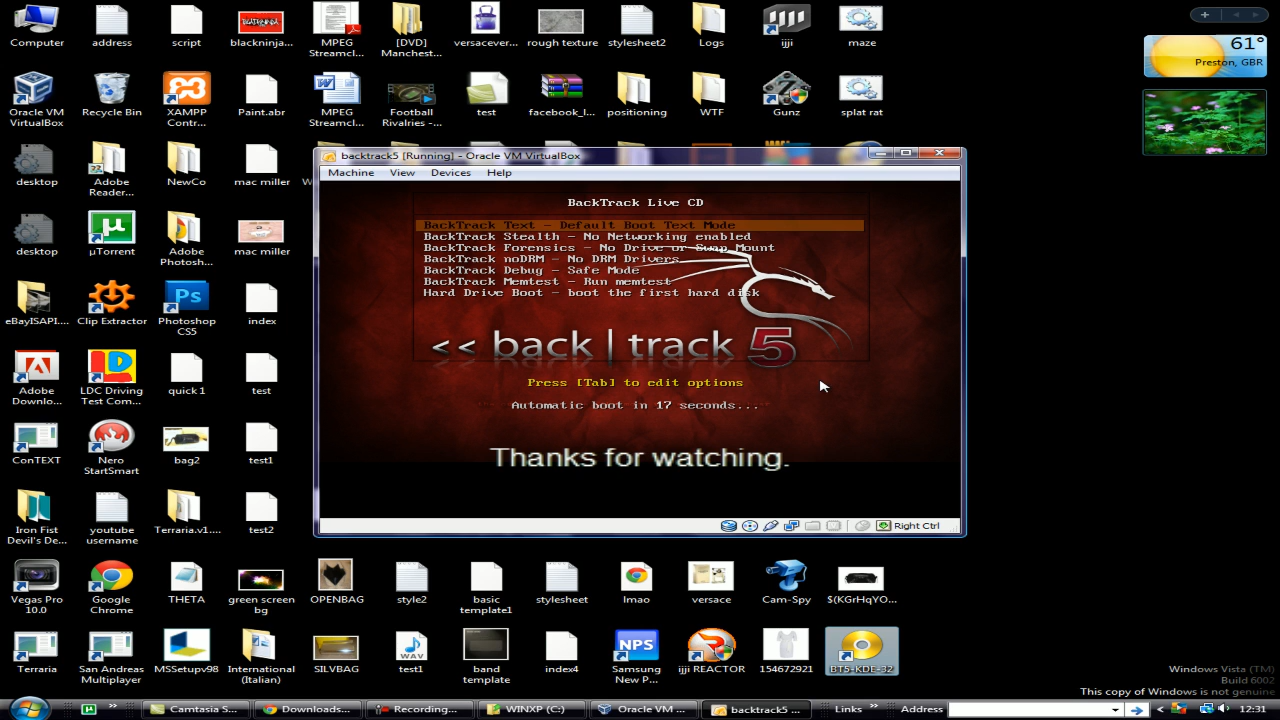 Computer
address
script
blackninja...
MPEG Streamcl...
[DVD] Manchest...
versacever...
rough texture
stylesheet2
Logs
ijji
maze
61°
Preston, GBR
Oracle VM VirtualBox
Recycle Bin
XAMPP Contr...
Paint.abr
MPEG Streamcl...
Football Rivalries -...
test
facebook_l...
positioning
WTF
Gunz
splat rat
backtrack5 [Running] - Oracle VM VirtualBox
Machine View Devices Help
desktop
Adobe Reader...
NewCo
mac miller
desktop
µTorrent
Adobe Photosh...
mac miller
BackTrack Live CD
BackTrack Text - Default Boot Text Mode
BackTrack Stealth - No Networking enabled
BackTrack Forensics - No Drive or Swap Mount
BackTrack noDRM - No DRM Drivers
BackTrack Debug - Safe Mode
BackTrack Memtest - Run memtest
Hard Drive Boot - boot the first hard disk
<< back | track 5
Press [Tab] to edit options
Automatic boot in 17 seconds...
Thanks for watching.
Right Ctrl
eBayISAPI....
Clip Extractor
Photoshop CS5
index
Adobe Downlo...
LDC Driving Test Com...
quick 1
test
ConTEXT
Nero StartSmart
bag2
test1
Iron Fist Devil's De...
youtube username
Terraria.v1....
test2
Vegas Pro 10.0
Google Chrome
THETA
green screen bg
OPENBAG
style2
basic template1
stylesheet
lmao
versace
Cam-Spy
$(KGrHqYO...
Terraria
San Andreas Multiplayer
MSSetupv98
International (Italian)
SILVBAG
test1
band template
index4
Samsung New P...
ijji REACTOR
154672921
BT5-KDE-32
Windows Vista (TM)
Build 6002
This copy of Windows is not genuine
Camtasia S...
Downloads...
Recording...
WINXP (C:)
Oracle VM ...
backtrack5 ...
Links
Address
12:31